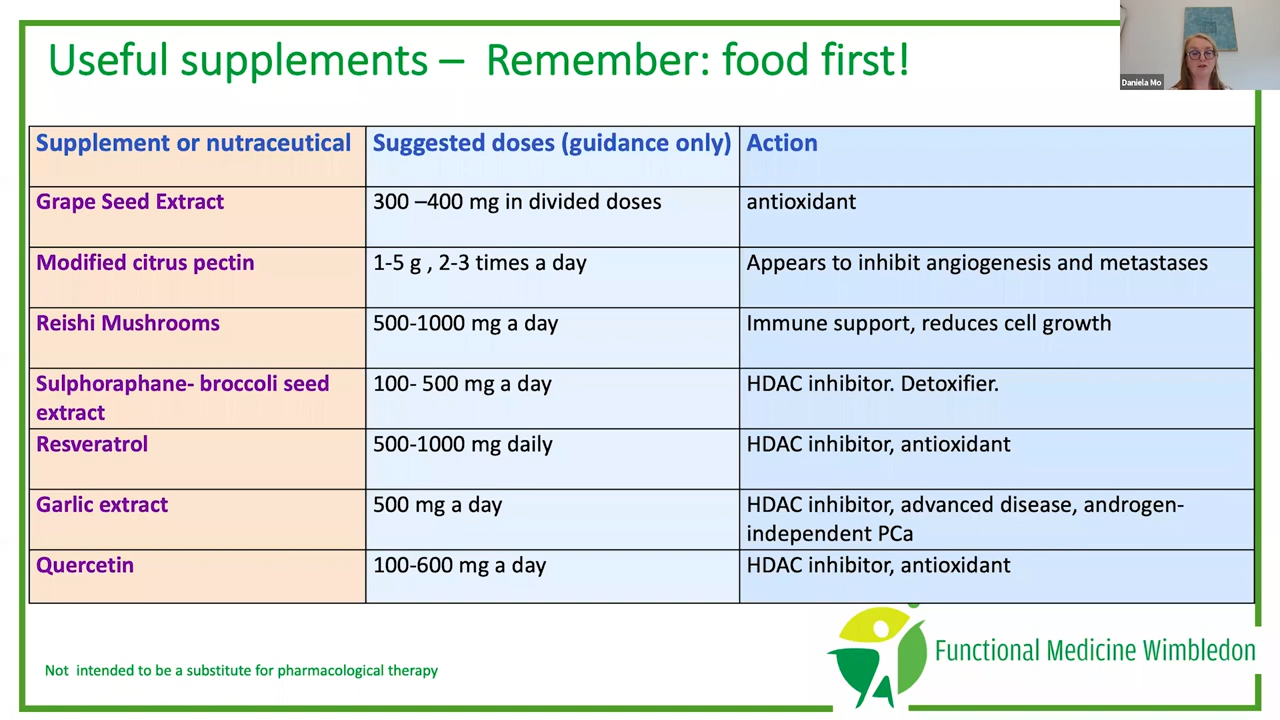 Useful supplements – Remember: food first!
Daniela Mo
Supplement or nutraceutical Suggested doses (guidance only) Action
Grape Seed Extract 300 –400 mg in divided doses antioxidant
Modified citrus pectin 1-5 g , 2-3 times a day Appears to inhibit angiogenesis and metastases
Reishi Mushrooms 500-1000 mg a day Immune support, reduces cell growth
Sulphoraphane- broccoli seed 100- 500 mg a day HDAC inhibitor. Detoxifier.
extract
Resveratrol 500-1000 mg daily HDAC inhibitor, antioxidant
Garlic extract 500 mg a day HDAC inhibitor, advanced disease, androgen-
independent PCa
Quercetin 100-600 mg a day HDAC inhibitor, antioxidant
Functional Medicine Wimbledon
Not intended to be a substitute for pharmacological therapy